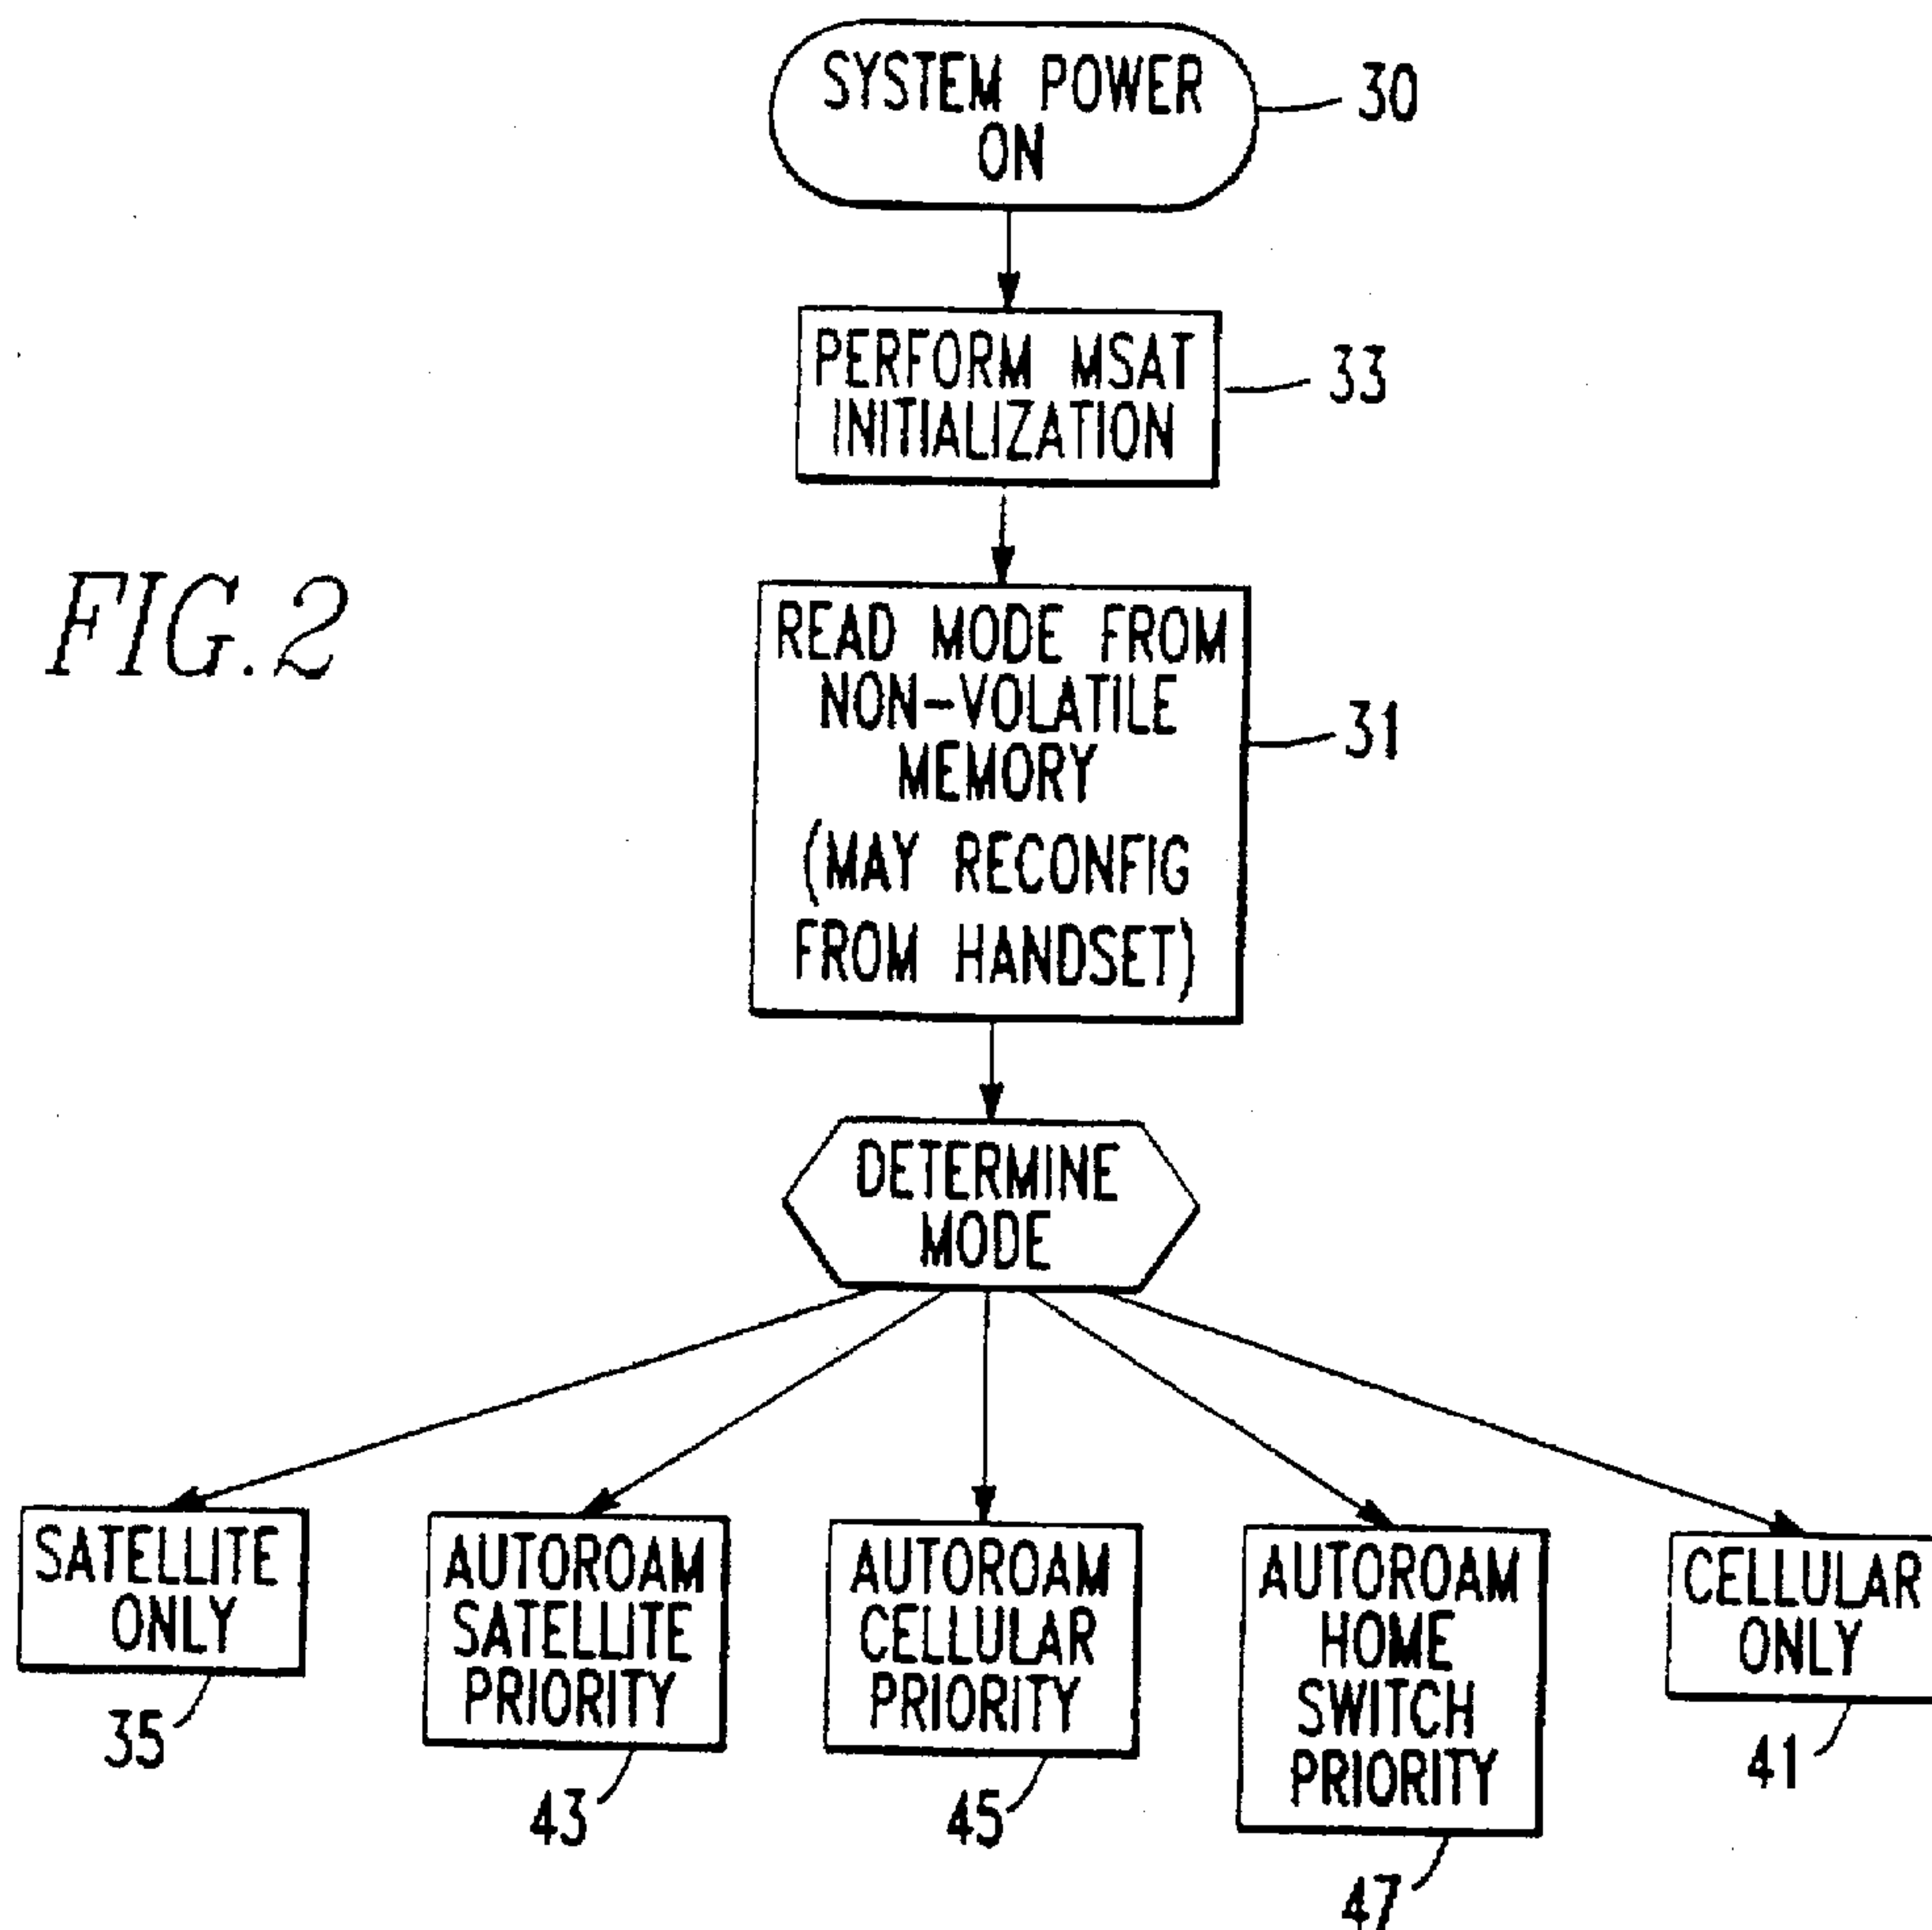 SYSTEM POWER
ON
30
PERFORM MSAT
INITIALIZATION
33
FIG.2
READ MODE FROM
NON-VOLATILE
MEMORY
(MAY RECONFIG
FROM HANDSET)
31
DETERMINE
MODE
SATELLITE
ONLY
35
AUTOROAM
SATELLITE
PRIORITY
43
AUTOROAM
CELLULAR
PRIORITY
45
AUTOROAM
HOME
SWITCH
PRIORITY
47
CELLULAR
ONLY
41